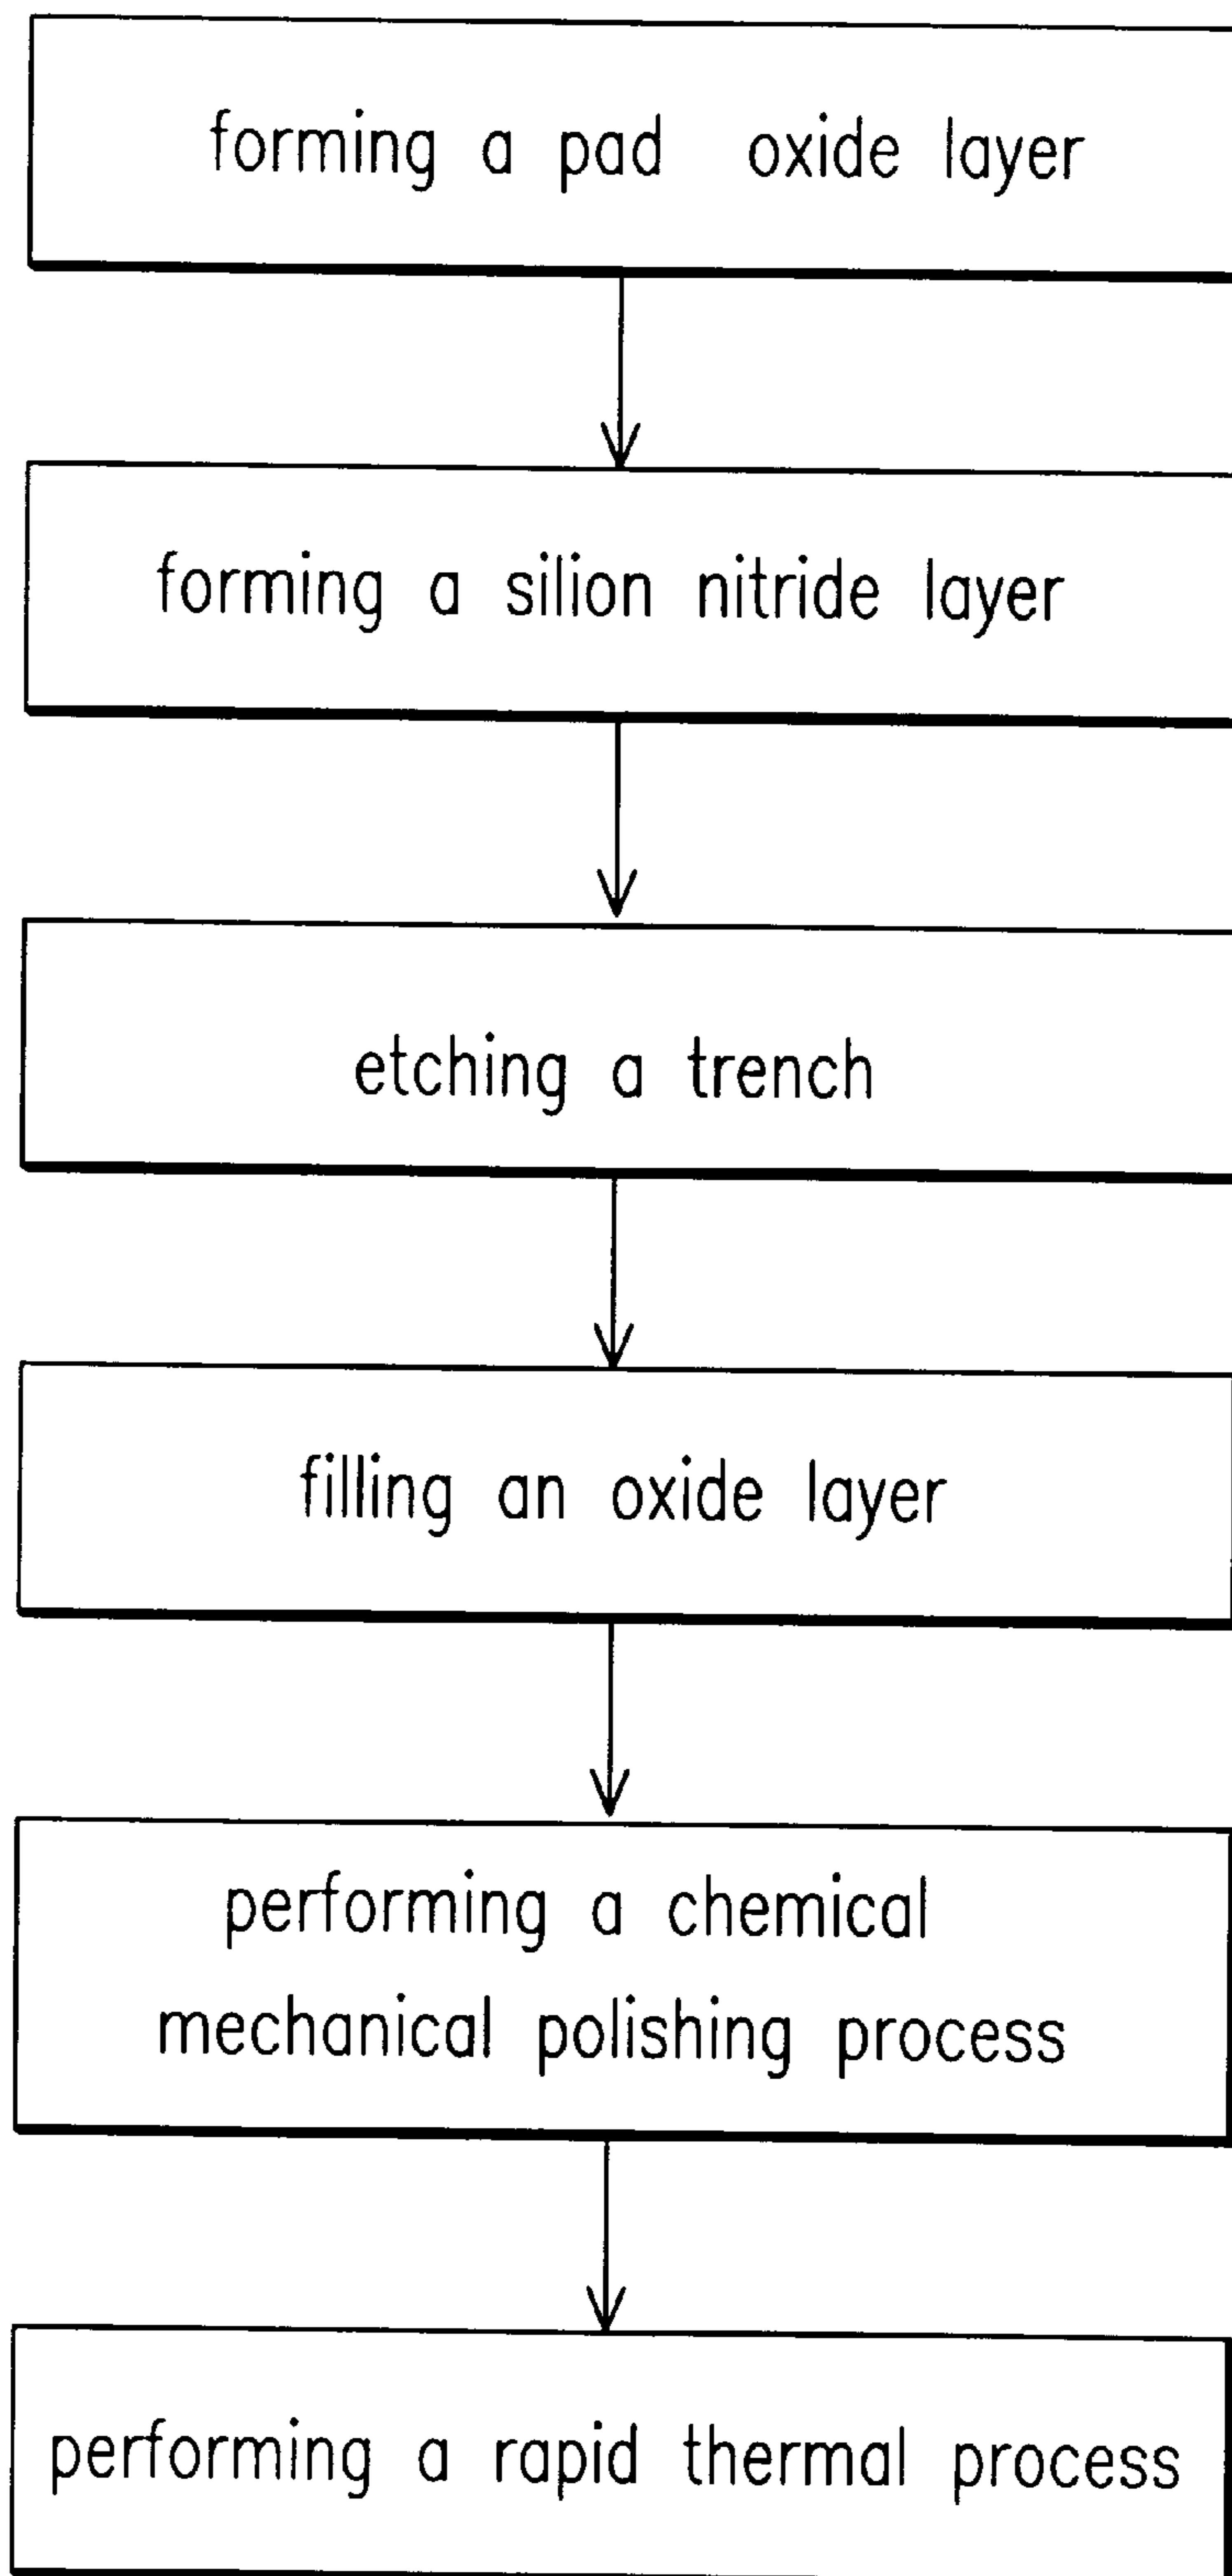 forming a pad oxide layer
forming a silion nitride layer
etching a trench
filling an oxide layer
performing a chemical
mechanical polishing process
performing a rapid thermal process